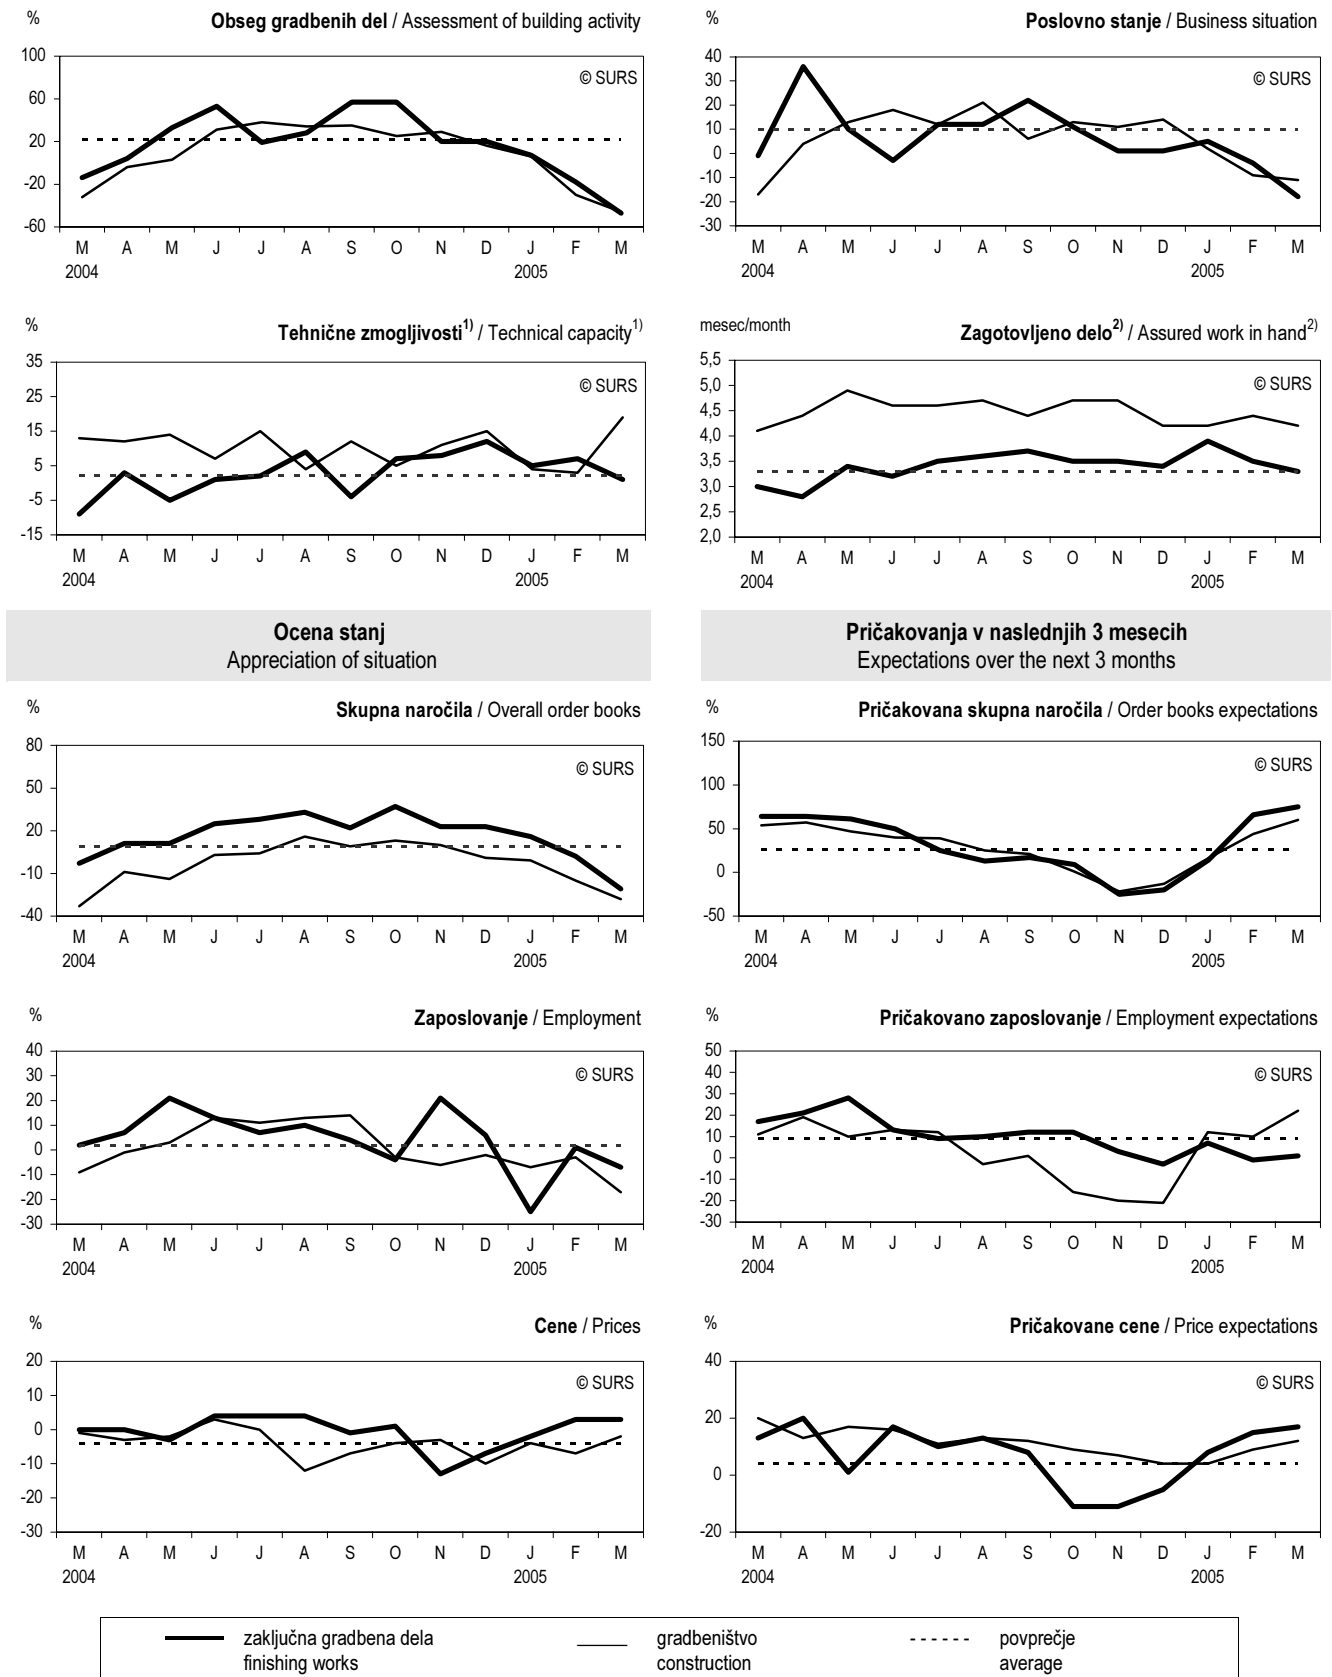 %
Obseg gradbenih del / Assessment of building activity
100
60
20
-20
-60
© SURS
M A M J J A S O N D J F M
2004 2005
%
Poslovno stanje / Business situation
40
30
20
10
0
-10
-20
-30
© SURS
M A M J J A S O N D J F M
2004 2005
%
Tehnične zmogljivosti1) / Technical capacity1)
35
25
15
5
-5
-15
© SURS
M A M J J A S O N D J F M
2004 2005
mesec/month
Zagotovljeno delo2) / Assured work in hand2)
5,5
5,0
4,5
4,0
3,5
3,0
2,5
2,0
© SURS
M A M J J A S O N D J F M
2004 2005
Ocena stanj
Appreciation of situation
Pričakovanja v naslednjih 3 mesecih
Expectations over the next 3 months
%
Skupna naročila / Overall order books
80
50
20
-10
-40
© SURS
M A M J J A S O N D J F M
2004 2005
%
Pričakovana skupna naročila / Order books expectations
150
100
50
0
-50
© SURS
M A M J J A S O N D J F M
2004 2005
%
Zaposlovanje / Employment
40
30
20
10
0
-10
-20
-30
© SURS
M A M J J A S O N D J F M
2004 2005
%
Pričakovano zaposlovanje / Employment expectations
50
40
30
20
10
0
-10
-20
-30
© SURS
M A M J J A S O N D J F M
2004 2005
%
Cene / Prices
20
10
0
-10
-20
-30
© SURS
M A M J J A S O N D J F M
2004 2005
%
Pričakovane cene / Price expectations
40
20
0
-20
© SURS
M A M J J A S O N D J F M
2004 2005
zaključna gradbena dela
finishing works
gradbeništvo
construction
povprečje
average